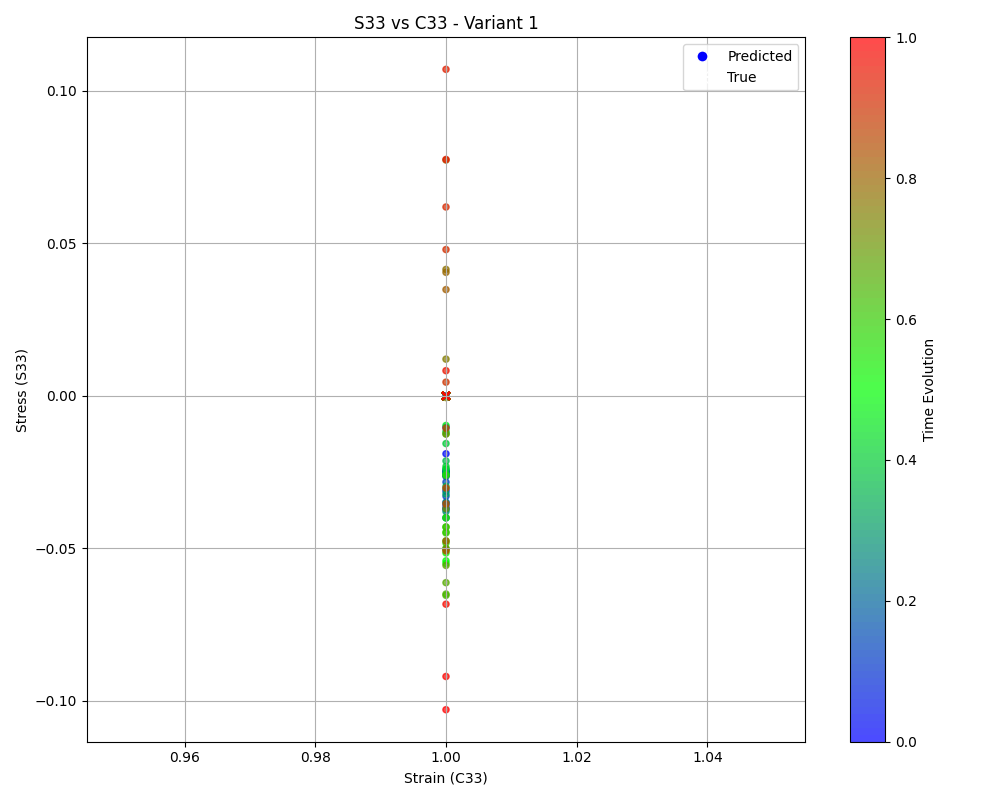 S33 vs C33 - Variant 1
Predicted
True
0.10
0.05
0.00
−0.05
−0.10
Stress (S33)
0.96
0.98
1.00
1.02
1.04
Strain (C33)
1.0
0.8
0.6
0.4
0.2
0.0
Time Evolution